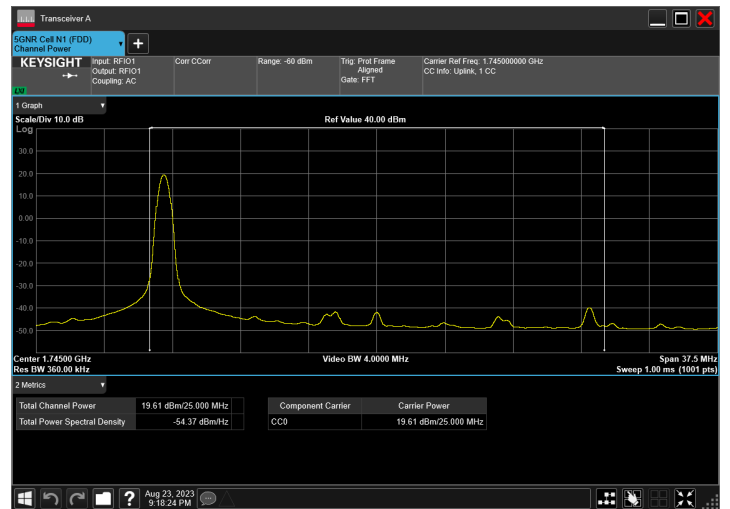 Transceiver A
5GNR Cell N1 (FDD)
Channel Power
KEYSIGHT Input: RFIO1 Corr CCorr Range: -60 dBm Trig: Prot Frame Carrier Ref Freq: 1.745000000 GHz
Output: RFIO1 Aligned CC Info: Uplink, 1 CC
Coupling: AC Gate: FFT
LXI
1 Graph
Scale/Div 10.0 dB Ref Value 40.00 dBm
Log
30.0
20.0
10.0
0.00
-10.0
-20.0
-30.0
-40.0
-50.0
Center 1.74500 GHz Video BW 4.0000 MHz Span 37.5 MHz
Res BW 360.00 kHz Sweep 1.00 ms (1001 pts)
2 Metrics
Total Channel Power 19.61 dBm/25.000 MHz Component Carrier Carrier Power
Total Power Spectral Density -54.37 dBm/Hz CC0 19.61 dBm/25.000 MHz
Aug 23, 2023
9:18:24 PM